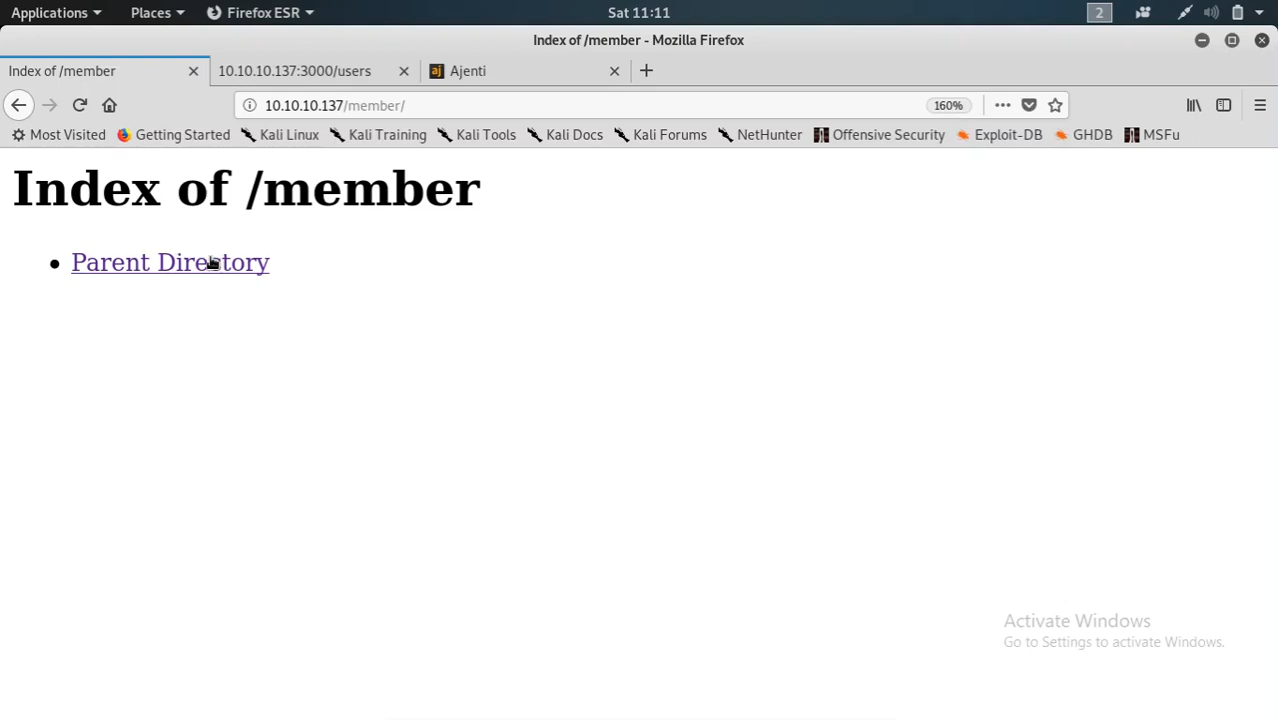 Applications Places Firefox ESR Sat 11:11 2
Index of /member - Mozilla Firefox
Index of /member 10.10.10.137:3000/users aj Ajenti
10.10.10.137/member/ 160%
Most Visited Getting Started Kali Linux Kali Training Kali Tools Kali Docs Kali Forums NetHunter Offensive Security Exploit-DB GHDB MSFu
Index of /member
Parent Directory
Activate Windows
Go to Settings to activate Windows.